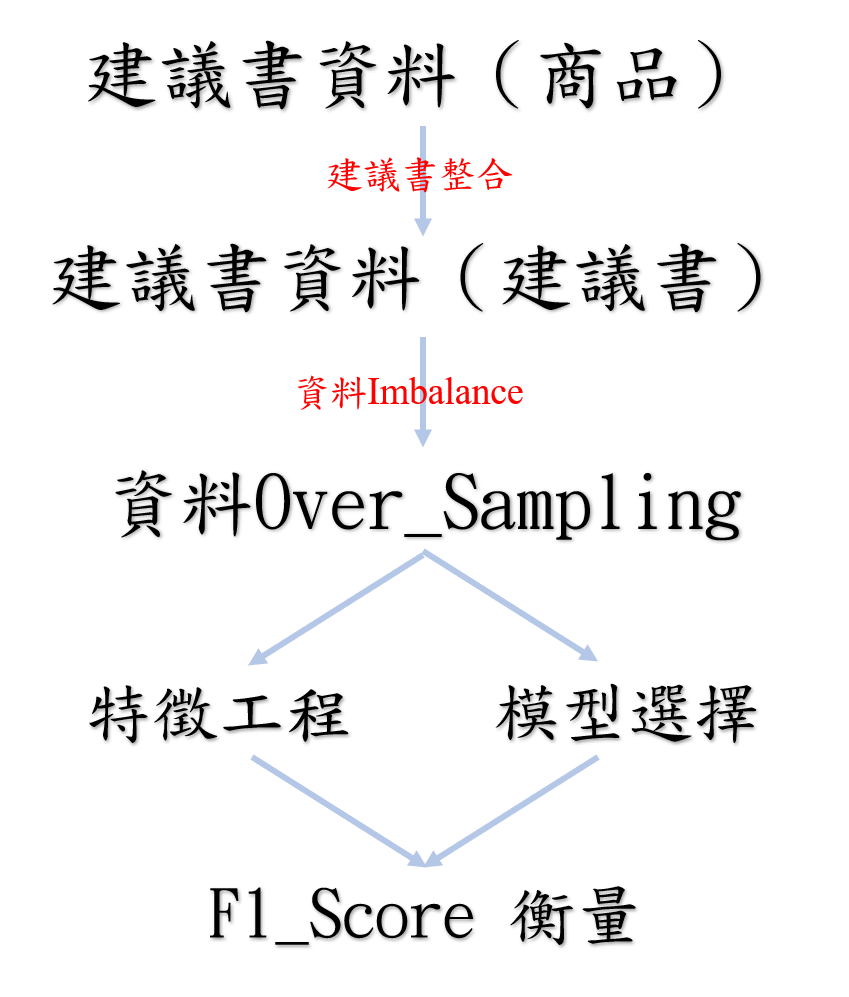 建議書資料（商品）
建議書整合
建議書資料（建議書）
資料Imbalance
資料Over_Sampling
特徵工程
模型選擇
F1_Score 衡量